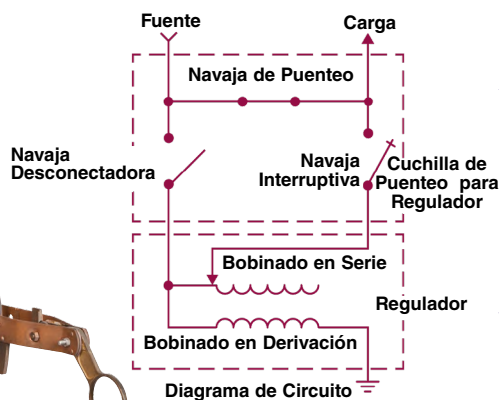 Fuente
Carga
Navaja de Puenteo
Navaja
Desconectadora
Navaja
Interruptiva
Cuchilla de
Puenteo para
Regulador
Bobinado en Serie
Regulador
Bobinado en Derivación
Diagrama de Circuito